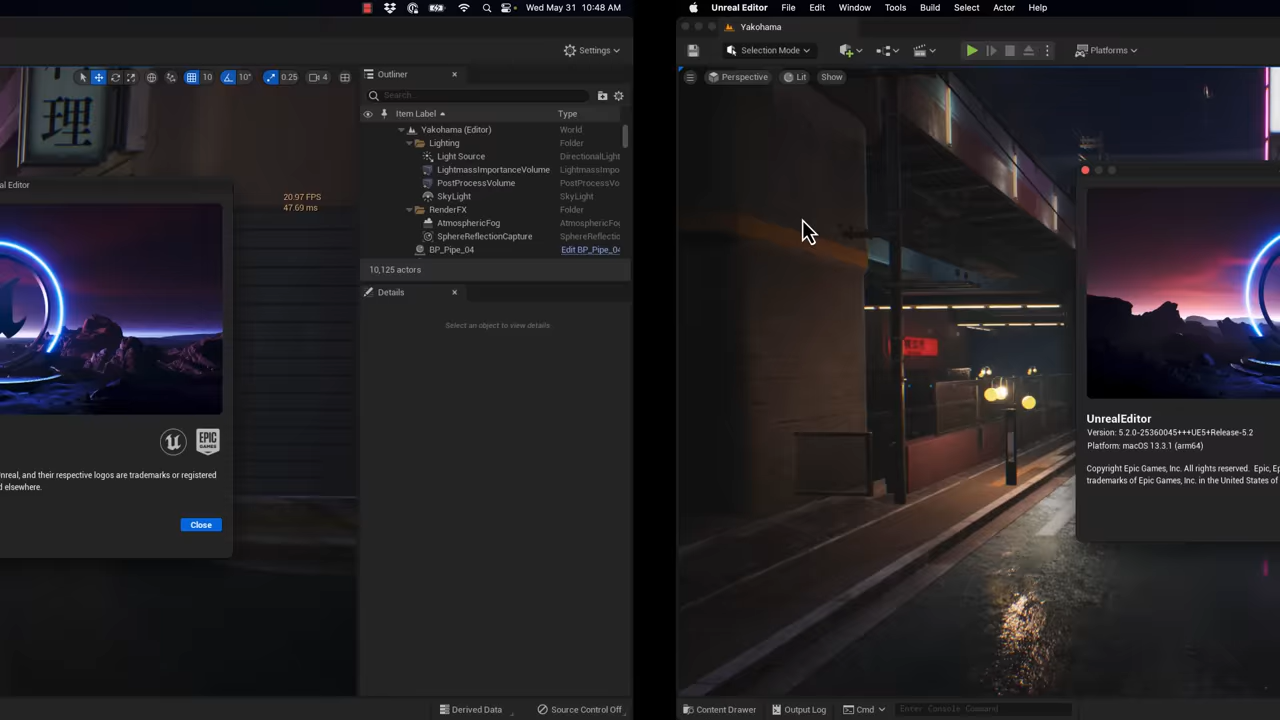 Wed May 31 10:48 AM
Settings
10
10°
0.25
4
Outliner
Search...
Item Label
Type
Yakohama (Editor)
World
Lighting
Folder
Light Source
DirectionalLight
LightmassImportanceVolume
LightmassImpo
PostProcessVolume
PostProcessVo
SkyLight
SkyLight
RenderFX
Folder
AtmosphericFog
AtmosphericFog
SphereReflectionCapture
SphereReflectio
BP_Pipe_04
Edit BP_Pipe_04
10,125 actors
Details
Select an object to view details
理
al Editor
20.97 FPS
47.69 ms
EPIC
GAMES
nreal, and their respective logos are trademarks or registered
d elsewhere.
Close
Derived Data
Source Control Off
Unreal Editor File Edit Window Tools Build Select Actor Help
Yakohama
Selection Mode
Platforms
Perspective
Lit
Show
UnrealEditor
Version: 5.2.0-25360045+++UE5+Release-5.2
Platform: macOS 13.3.1 (arm64)
Copyright Epic Games, Inc. All rights reserved. Epic, Ep
trademarks of Epic Games, Inc. in the United States of
Content Drawer
Output Log
Cmd
Enter Console Command